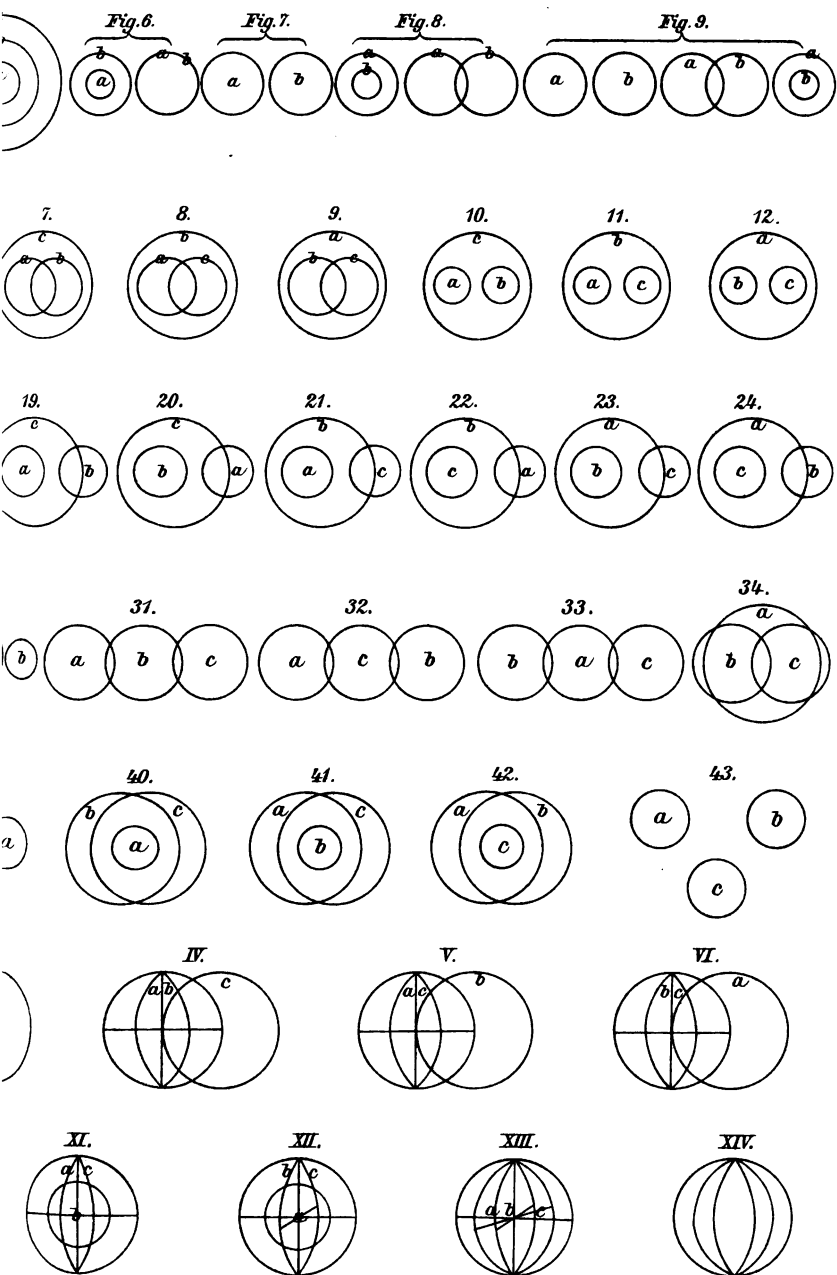 Fig. 6. Fig. 7. Fig. 8. Fig. 9.
b a a b a b a b a b a b a b a b
7. 8. 9. 10. 11. 12.
c b a c b a
a b a c b c a b a c b c
19. 20. 21. 22. 23. 24.
c c b b a a
a b b a a c c a b c c b
34.
31. 32. 33.
a
b a b c a c b b a c b c
40. 41. 42. 43.
b c a c a b
a a b c a b
c
IV. V. VI.
a b c a c b b c a
XI. XII. XIII. XIV.
a c b c
b a a b c